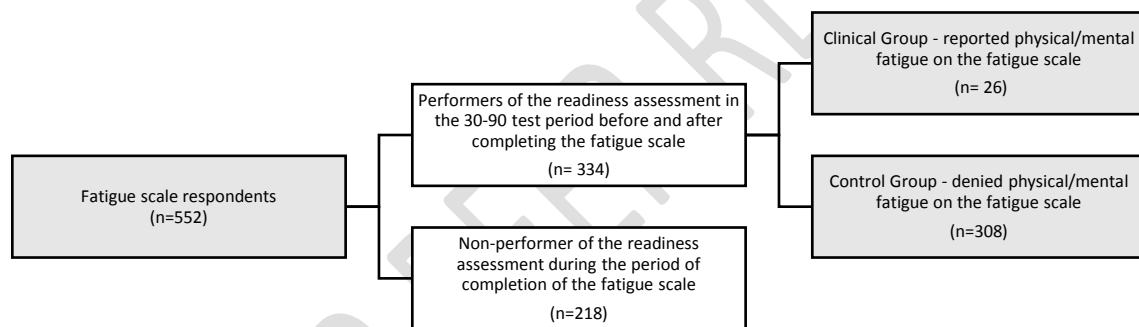 Fatigue scale respondents
(n=552)
Performers of the readiness assessment in
the 30-90 test period before and after
completing the fatigue scale
(n= 334)
Non-performer of the readiness
assessment during the period of
completion of the fatigue scale
(n=218)
Clinical Group - reported physical/mental
fatigue on the fatigue scale
(n= 26)
Control Group - denied physical/mental
fatigue on the fatigue scale
(n=308)